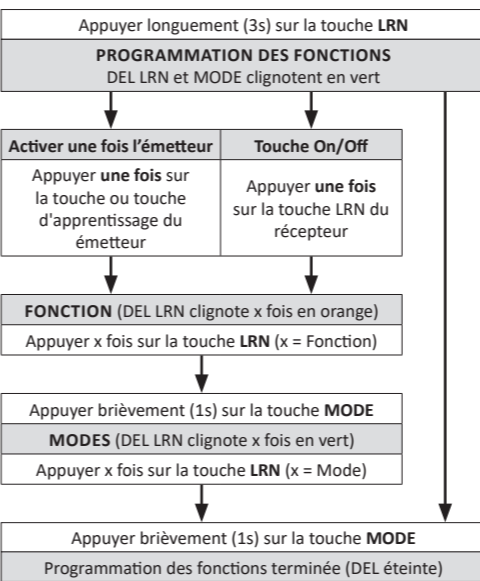 Appuyer longuement (3s) sur la touche LRN
PROGRAMMATION DES FONCTIONS
DEL LRN et MODE clignotent en vert
Activer une fois l'émetteur
Appuyer une fois sur
la touche ou touche
d'apprentissage du
émetteur
Touche On/Off
Appuyer une fois
sur la touche LRN du
récepteur
FONCTION (DEL LRN clignote x fois en orange)
Appuyer x fois sur la touche LRN (x = Fonction)
Appuyer brièvement (1s) sur la touche MODE
MODES (DEL LRN clignote x fois en vert)
Appuyer x fois sur la touche LRN (x = Mode)
Appuyer brièvement (1s) sur la touche MODE
Programmation des fonctions terminée (DEL éteinte)